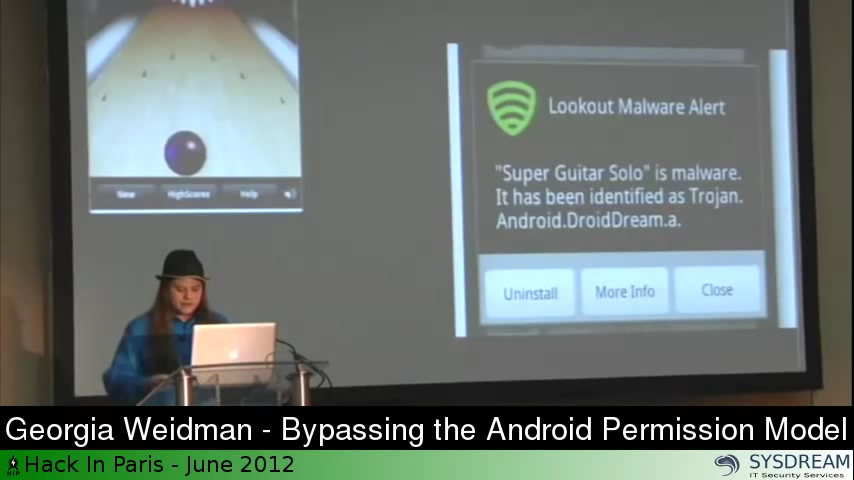 New HighScores Help
Lookout Malware Alert
"Super Guitar Solo" is malware.
It has been identified as Trojan.
Android.DroidDream.a.
Uninstall More Info Close
Georgia Weidman - Bypassing the Android Permission Model
HIP Hack In Paris - June 2012
SYSDREAM
IT Security Services